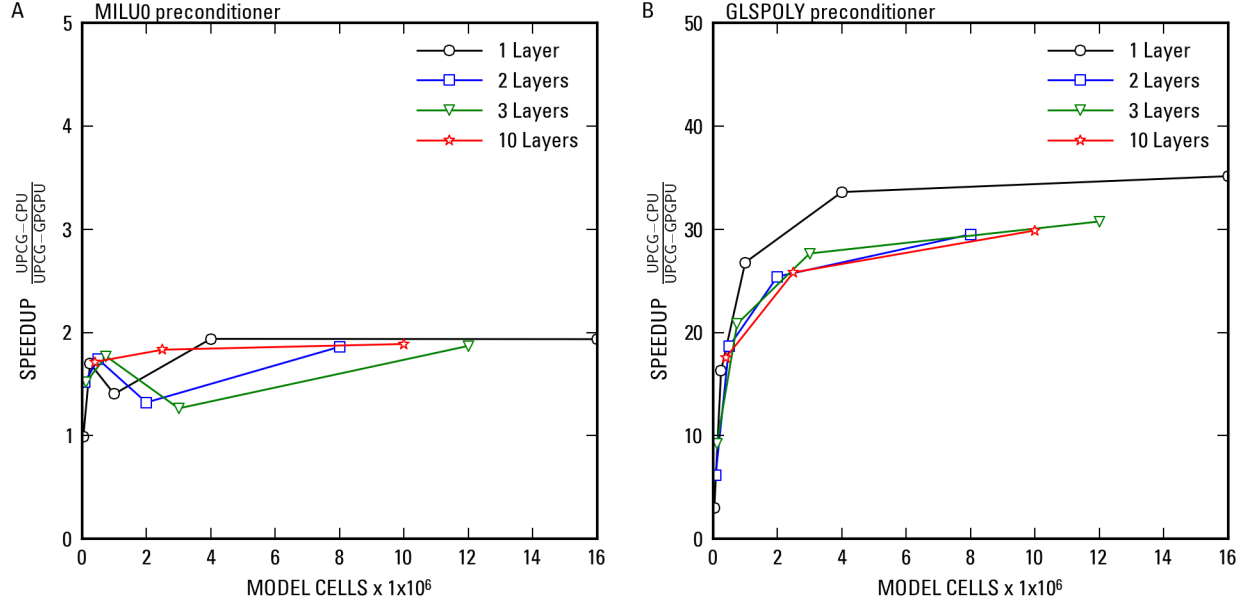 A
MILU0 preconditioner
5
4
3
2
1
0
0 2 4 6 8 10 12 14 16
SPEEDUP UPCG−CPU
UPCG−GPGPU
MODEL CELLS x 1x10⁶
1 Layer
2 Layers
3 Layers
10 Layers
B
GLSPOLY preconditioner
50
40
30
20
10
0
0 2 4 6 8 10 12 14 16
SPEEDUP UPCG−CPU
UPCG−GPGPU
MODEL CELLS x 1x10⁶
1 Layer
2 Layers
3 Layers
10 Layers